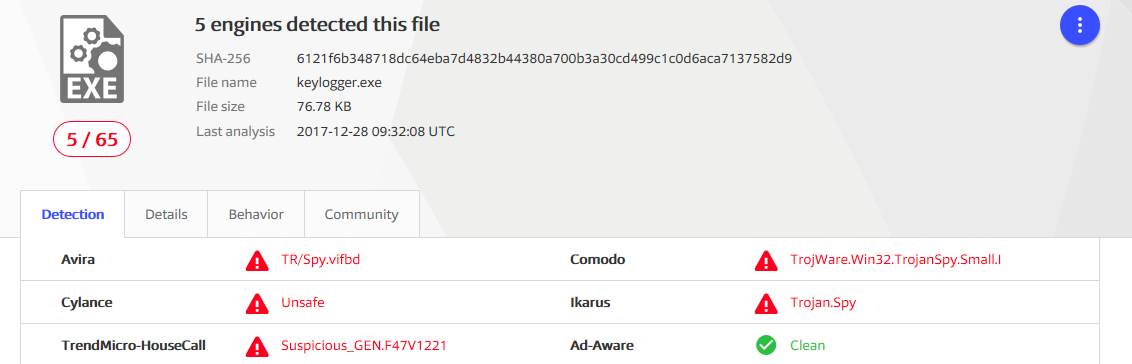 5 engines detected this file
SHA-256 6121f6b348718dc64eba7d4832b44380a700b3a30cd499c1c0d6aca7137582d9
File name keylogger.exe
File size 76.78 KB
Last analysis 2017-12-28 09:32:08 UTC
EXE
5 / 65
Detection Details Behavior Community
Avira TR/Spy.vifbd Comodo TrojWare.Win32.TrojanSpy.Small.I
Cylance Unsafe Ikarus Trojan.Spy
TrendMicro-HouseCall Suspicious_GEN.F47V1221 Ad-Aware Clean